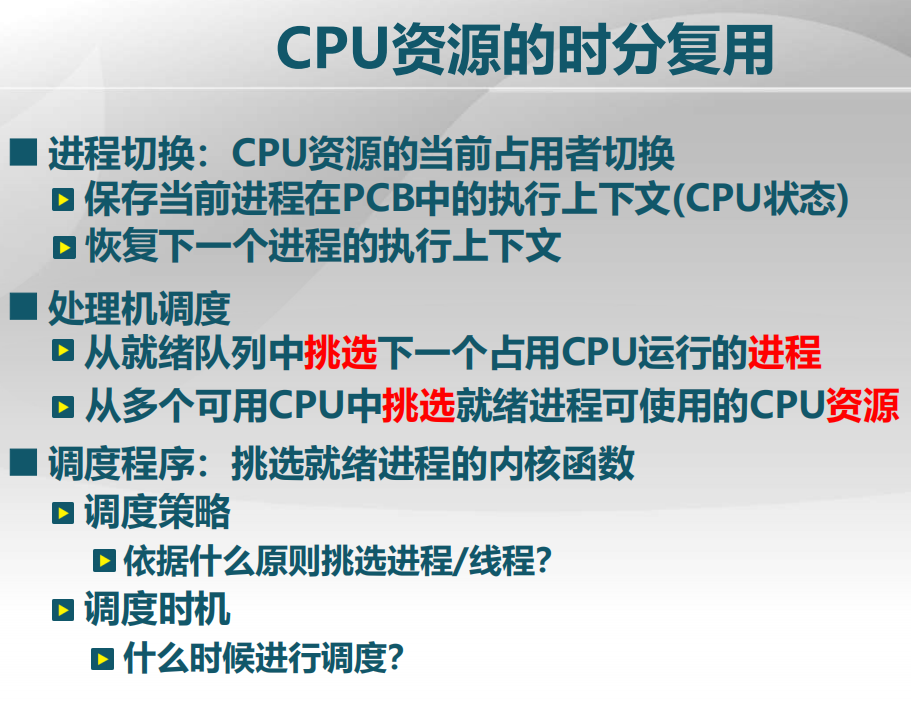 CPU资源的时分复用
进程切换：CPU资源的当前占用者切换
保存当前进程在PCB中的执行上下文(CPU状态)
恢复下一个进程的执行上下文
处理机调度
从就绪队列中挑选下一个占用CPU运行的进程
从多个可用CPU中挑选就绪进程可使用的CPU资源
调度程序：挑选就绪进程的内核函数
调度策略
依据什么原则挑选进程/线程？
调度时机
什么时候进行调度？